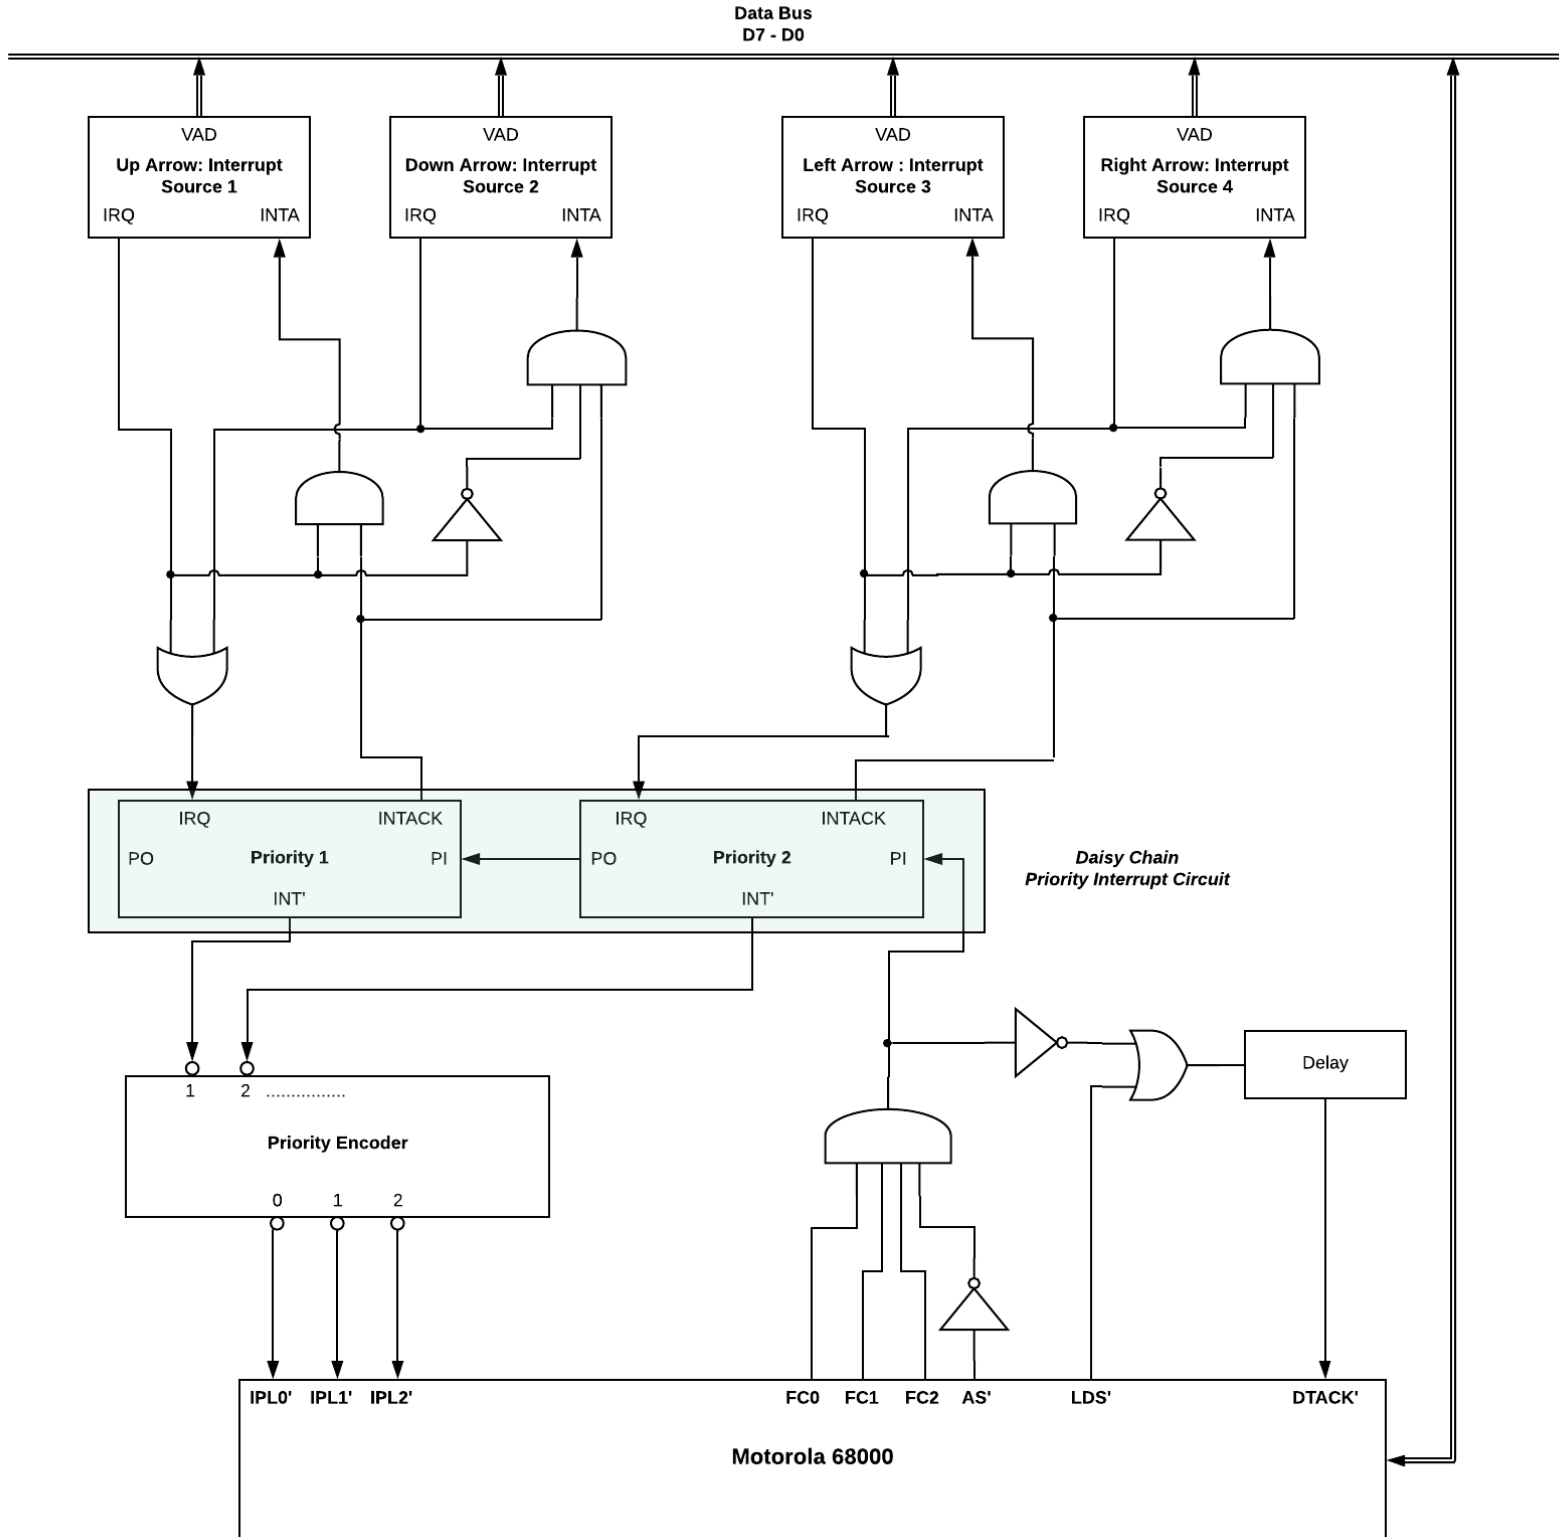 Data Bus
D7 - D0
VAD
Up Arrow: Interrupt
Source 1
IRQ INTA
VAD
Down Arrow: Interrupt
Source 2
IRQ INTA
VAD
Left Arrow : Interrupt
Source 3
IRQ INTA
VAD
Right Arrow: Interrupt
Source 4
IRQ INTA
IRQ INTACK
PO Priority 1 PI
INT'
IRQ INTACK
PO Priority 2 PI
INT'
Daisy Chain
Priority Interrupt Circuit
1 2 ................
Priority Encoder
0 1 2
Delay
IPL0' IPL1' IPL2' FC0 FC1 FC2 AS' LDS' DTACK'
Motorola 68000